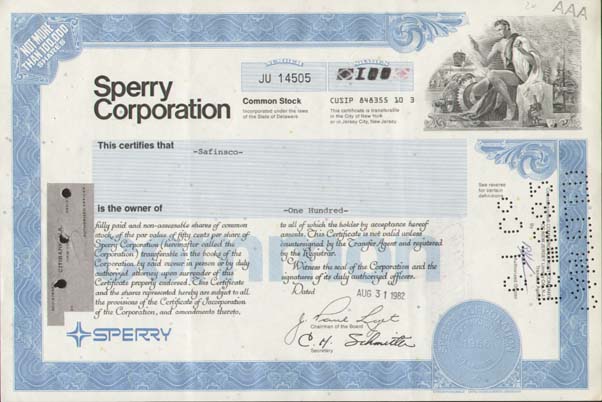 AAA
NOT MORE
THAN 100,000
SHARES
NUMBER
JU 14505
100
Sperry
Corporation
Common Stock
Incorporated under the laws
of the State of Delaware
CUSIP 848355 10 3
This certificate is transferable
in the City of New York
or in Jersey City, New Jersey.
This certifies that
-Safinsco-
See reverse
for certain
definitions
is the owner of
-One Hundred-
fully paid and non-assessable shares of common
stock, of the par value of fifty cents per share of
Sperry Corporation (hereinafter called the
Corporation) transferable on the books of the
Corporation, by said owner in person or by duly
authorized attorney upon surrender of this
Certificate properly endorsed. This Certificate
and the shares represented hereby are subject to all
the provisions of the Certificate of Incorporation
of the Corporation, and amendments thereto,
to all of which the holder by acceptance hereof
assents. This Certificate is not valid unless
countersigned by the Transfer Agent and registered
by the Registrar.
Witness the seal of the Corporation and the
signatures of its duly authorized officers.
Dated AUG 31 1982
Chairman of the Board
Secretary
CITIBANK, N.A.
SPERRY